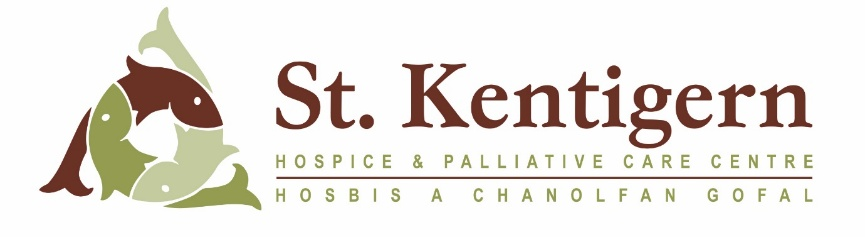 St. Kentigern
HOSPICE & PALLIATIVE CARE CENTRE
HOSBIS A CHANOLFAN GOFAL